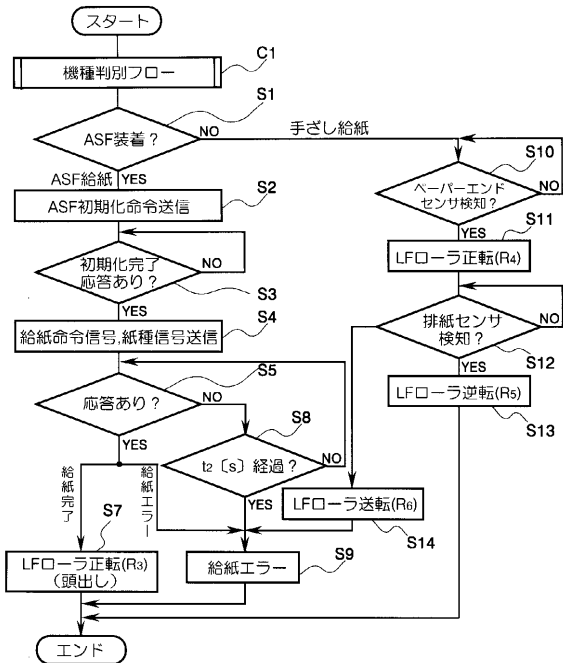 スタート
機種判別フロー
C1
S1
ASF装着？
NO
手ざし給紙
ASF給紙
YES
S2
ASF初期化命令送信
初期化完了
応答あり？
NO
S3
YES
S4
給紙命令信号,紙種信号送信
S5
応答あり？
NO
YES
S8
t2〔s〕経過？
NO
YES
給紙完了
給紙エラー
S7
LFローラ正転(R3)
(頭出し)
S9
給紙エラー
S10
ペーパーエンド
センサ検知？
NO
YES
S11
LFローラ正転(R4)
排紙センサ
検知？
NO
S12
YES
LFローラ逆転(R5)
S13
LFローラ送転(R6)
S14
エンド